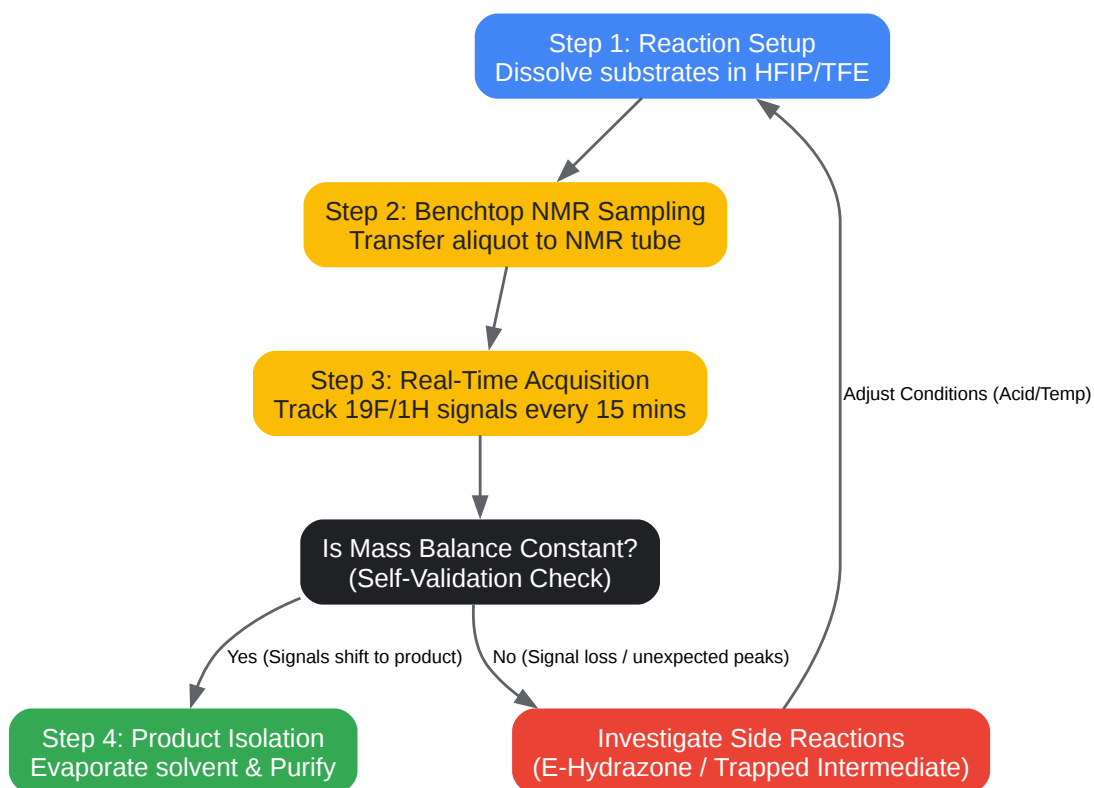 Step 1: Reaction Setup
Dissolve substrates in HFIP/TFE
Step 2: Benchtop NMR Sampling
Transfer aliquot to NMR tube
Step 3: Real-Time Acquisition
Track 19F/1H signals every 15 mins
Adjust Conditions (Acid/Temp)
Is Mass Balance Constant?
(Self-Validation Check)
Yes (Signals shift to product)
No (Signal loss / unexpected peaks)
Step 4: Product Isolation
Evaporate solvent & Purify
Investigate Side Reactions
(E-Hydrazone / Trapped Intermediate)